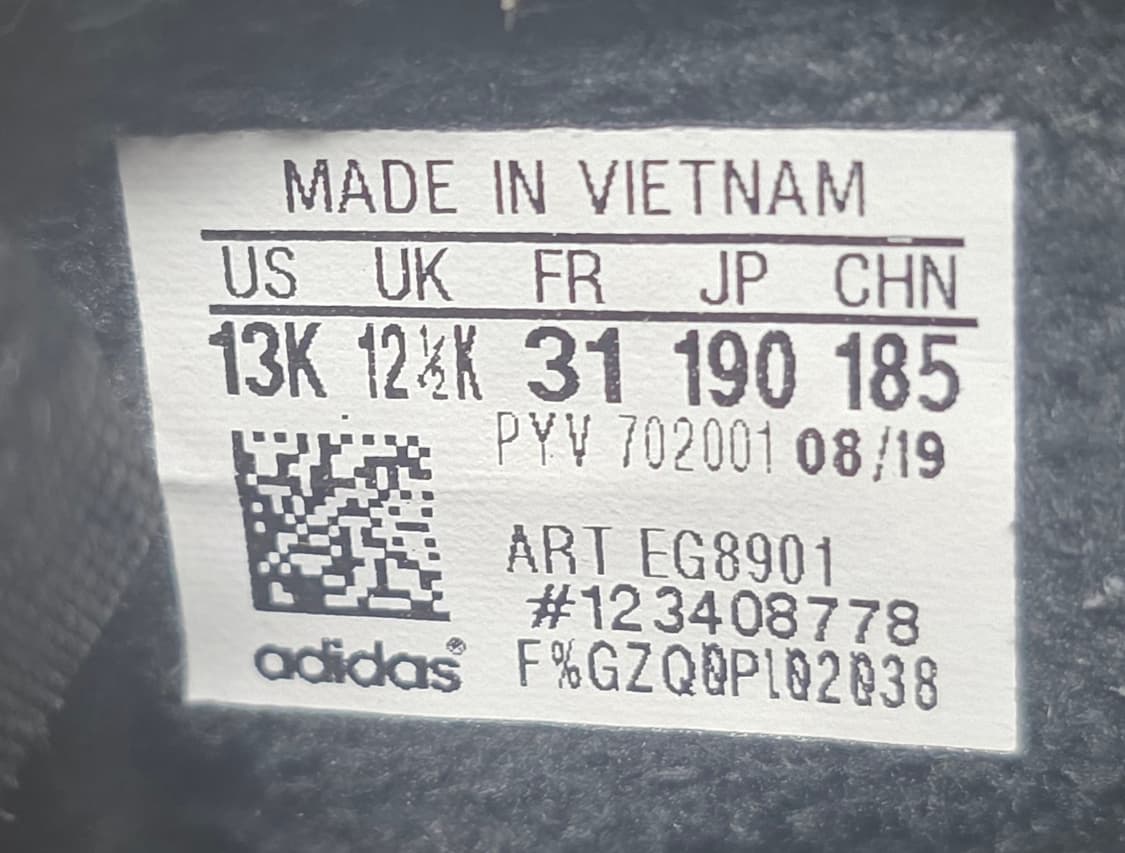 MADE IN VIETNAM
US UK FR JP CHN
13K 12½K 31 190 185
PYV 702001 08/19
ART EG8901
#123408778
adidas® F%GZQ0Pl02038